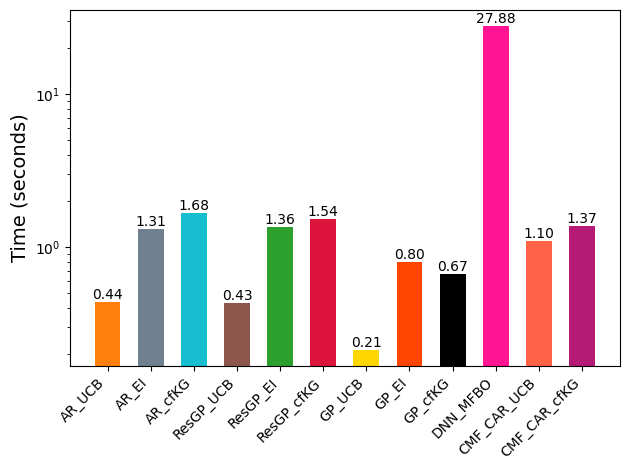 Time (seconds)
10¹
10⁰
0.44
1.31
1.68
0.43
1.36
1.54
0.21
0.80
0.67
27.88
1.10
1.37
AR_UCB
AR_EI
AR_cfKG
ResGP_UCB
ResGP_EI
ResGP_cfKG
GP_UCB
GP_EI
GP_cfKG
DNN_MFBO
CMF_CAR_UCB
CMF_CAR_cfKG